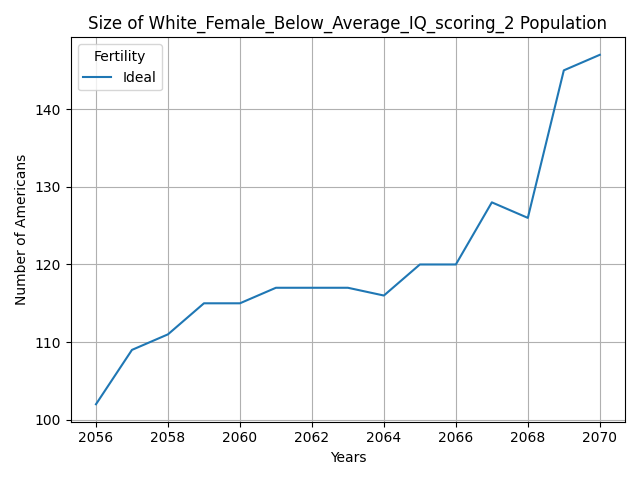 Size of White_Female_Below_Average_IQ_scoring_2 Population
Fertility
Ideal
Number of Americans
140
130
120
110
100
2056 2058 2060 2062 2064 2066 2068 2070
Years